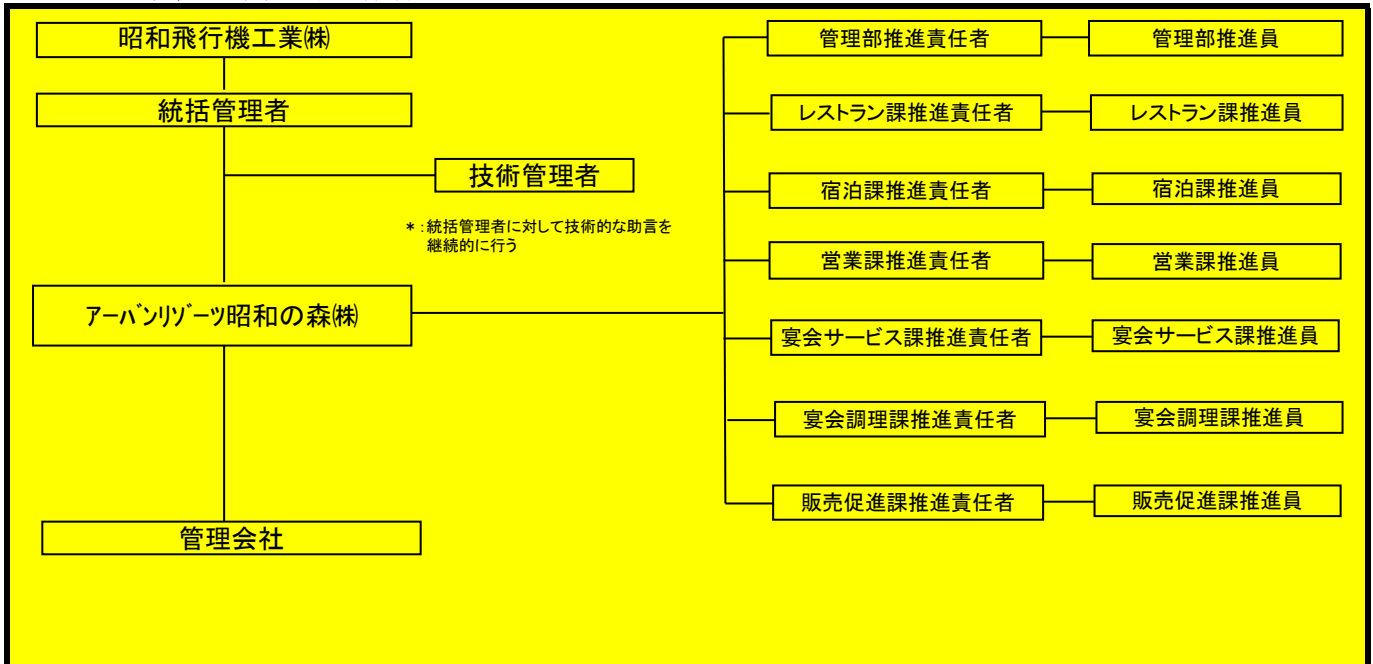 昭和飛行機工業㈱
統括管理者
技術管理者
*:統括管理者に対して技術的な助言を
継続的に行う
ｱｰﾊﾞﾝﾘｿﾞｰﾂ昭和の森㈱
管理会社
管理部推進責任者
管理部推進員
レストラン課推進責任者
レストラン課推進員
宿泊課推進責任者
宿泊課推進員
営業課推進責任者
営業課推進員
宴会サービス課推進責任者
宴会サービス課推進員
宴会調理課推進責任者
宴会調理課推進員
販売促進課推進責任者
販売促進課推進員